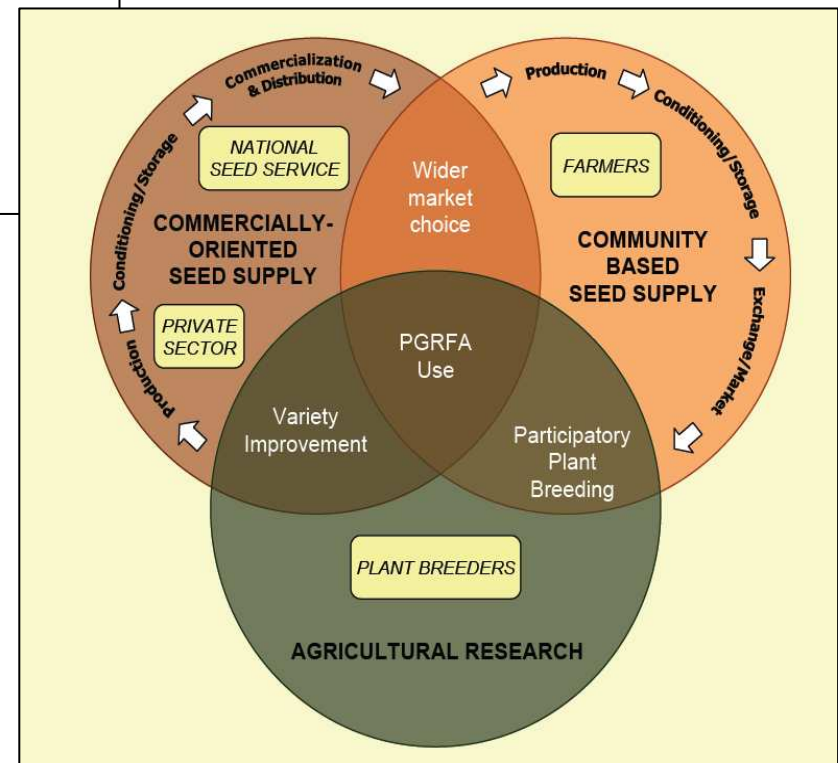 Commercialization
& Distribution
Conditioning/Storage
Production
NATIONAL
SEED SERVICE
COMMERCIALLY-
ORIENTED
SEED SUPPLY
PRIVATE
SECTOR
Wider
market
choice
Production
Conditioning/Storage
Exchange/Market
FARMERS
COMMUNITY
BASED
SEED SUPPLY
PGRFA
Use
Variety
Improvement
Participatory
Plant
Breeding
PLANT BREEDERS
AGRICULTURAL RESEARCH